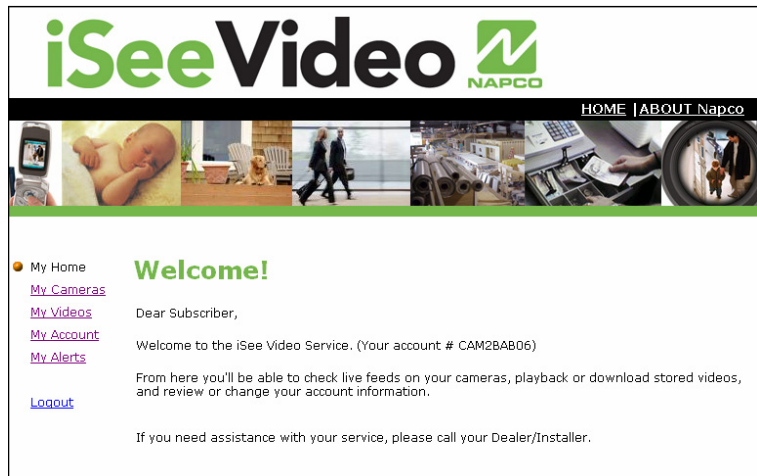 iSeeVideo NAPCO
HOME | ABOUT Napco
My Home
My Cameras
My Videos
My Account
My Alerts
Logout
Welcome!
Dear Subscriber,
Welcome to the iSee Video Service. (Your account # CAM2BAB06)
From here you'll be able to check live feeds on your cameras, playback or download stored videos,
and review or change your account information.
If you need assistance with your service, please call your Dealer/Installer.